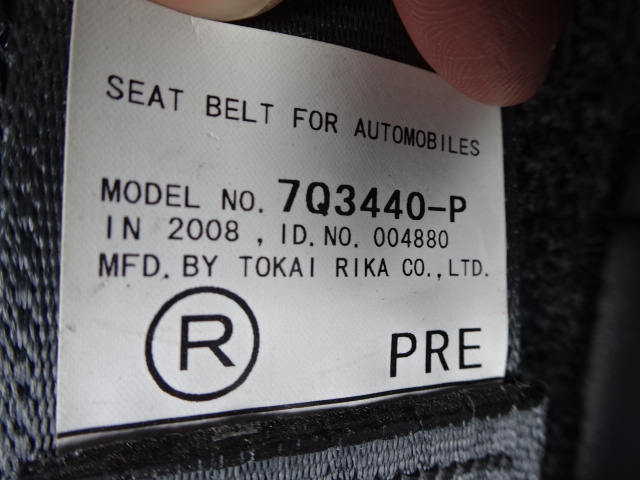 SEAT BELT FOR AUTOMOBILES
MODEL NO. 7Q3440-P
IN 2008 , ID.NO. 004880
MFD. BY TOKAI RIKA CO.,LTD.
R PRE